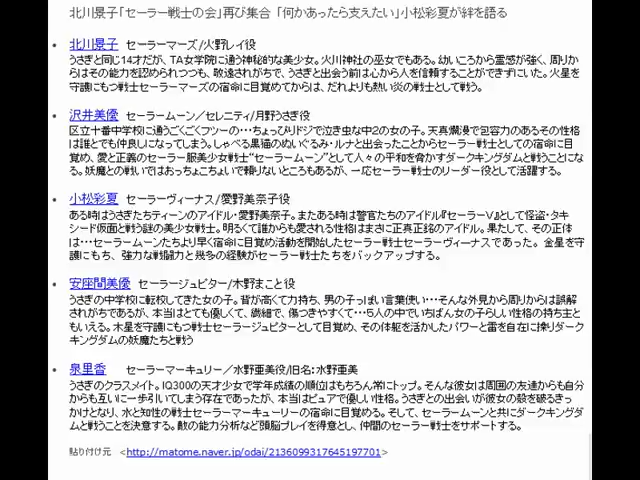 北川景子「セーラー戦士の会」再び集合 「何かあったら支えたい」小松彩夏が絆を語る
• 北川景子 セーラーマーズ/火野レイ役
うさぎと同じ14才だが、TA女学院に通う神秘的な美少女。火川神社の巫女でもある。幼いころから霊感が強く、周りか
らはその能力を認められつつも、敬遠されがちで、うさぎと出会う前は心から人を信頼することができずにいた。火星を
守護にもつ戦士セーラーマーズの宿命に目覚めてからは、だれよりも熱い炎の戦士として戦う。
• 沢井美優 セーラームーン/セレニティ/月野うさぎ役
区立十番中学校に通うごくごくフツーの…ちょっぴりドジで泣き虫な中2の女の子。天真爛漫で包容力のあるその性格
は誰とでも仲良しになってしまう。しゃべる黒猫のぬいぐるみ・ルナと出会ったことからセーラー戦士としての宿命に目
覚め、愛と正義のセーラー服美少女戦士“セーラームーン”として人々の平和を脅かすダークキングダムと戦うことにな
る。妖魔との戦いではおっちょこちょいで頼りないところもあるが、一応セーラー戦士のリーダー役として活躍する。
• 小松彩夏 セーラーヴィーナス/愛野美奈子役
ある時はうさぎたちティーンのアイドル・愛野美奈子。またある時は警官たちのアイドル『セーラーV』として怪盗・タキ
シード仮面と戦う謎の美少女戦士。明るくて誰からも愛される性格はまさに正真正銘のアイドル。果たして、その正体
は…セーラームーンたちより早く宿命に目覚め活動を開始したセーラー戦士セーラーヴィーナスであった。 金星を守
護にもち、強力な戦闘力と幾多の経験がセーラー戦士たちをバックアップする。
• 安座間美優 セーラージュピター/木野まこと役
うさぎの中学校に転校してきた女の子。背が高くて力持ち、男の子っぽい言葉使い…そんな外見から周りからは誤解
されがちであるが、本当はとても優しくて、繊細で、傷つきやすくて…5人の中でいちばん女の子らしい性格の持ち主と
もいえる。木星を守護にもつ戦士セーラージュピターとして目覚め、その体躯を活かしたパワーと雷を自在に操りダーク
キングダムの妖魔たちと戦う
• 泉里香 セーラーマーキュリー/水野亜美役/旧名:水野亜美
うさぎのクラスメイト。IQ300の天才少女で学年成績の順位はもちろん常にトップ。そんな彼女は周囲の友達からも自分
からも互いに一歩引いてしまう存在であったが、本当はピュアで優しい性格。うさぎとの出会いが彼女の殻を破るきっ
かけとなり、水と知性の戦士セーラーマーキュリーの宿命に目覚める。そして、セーラームーンと共にダークキングダ
ムと戦うことを決意する。敵の能力分析など頭脳プレイを得意とし、仲間のセーラー戦士をサポートする。
貼り付け元 <http://matome.naver.jp/odai/2136099317645197701>